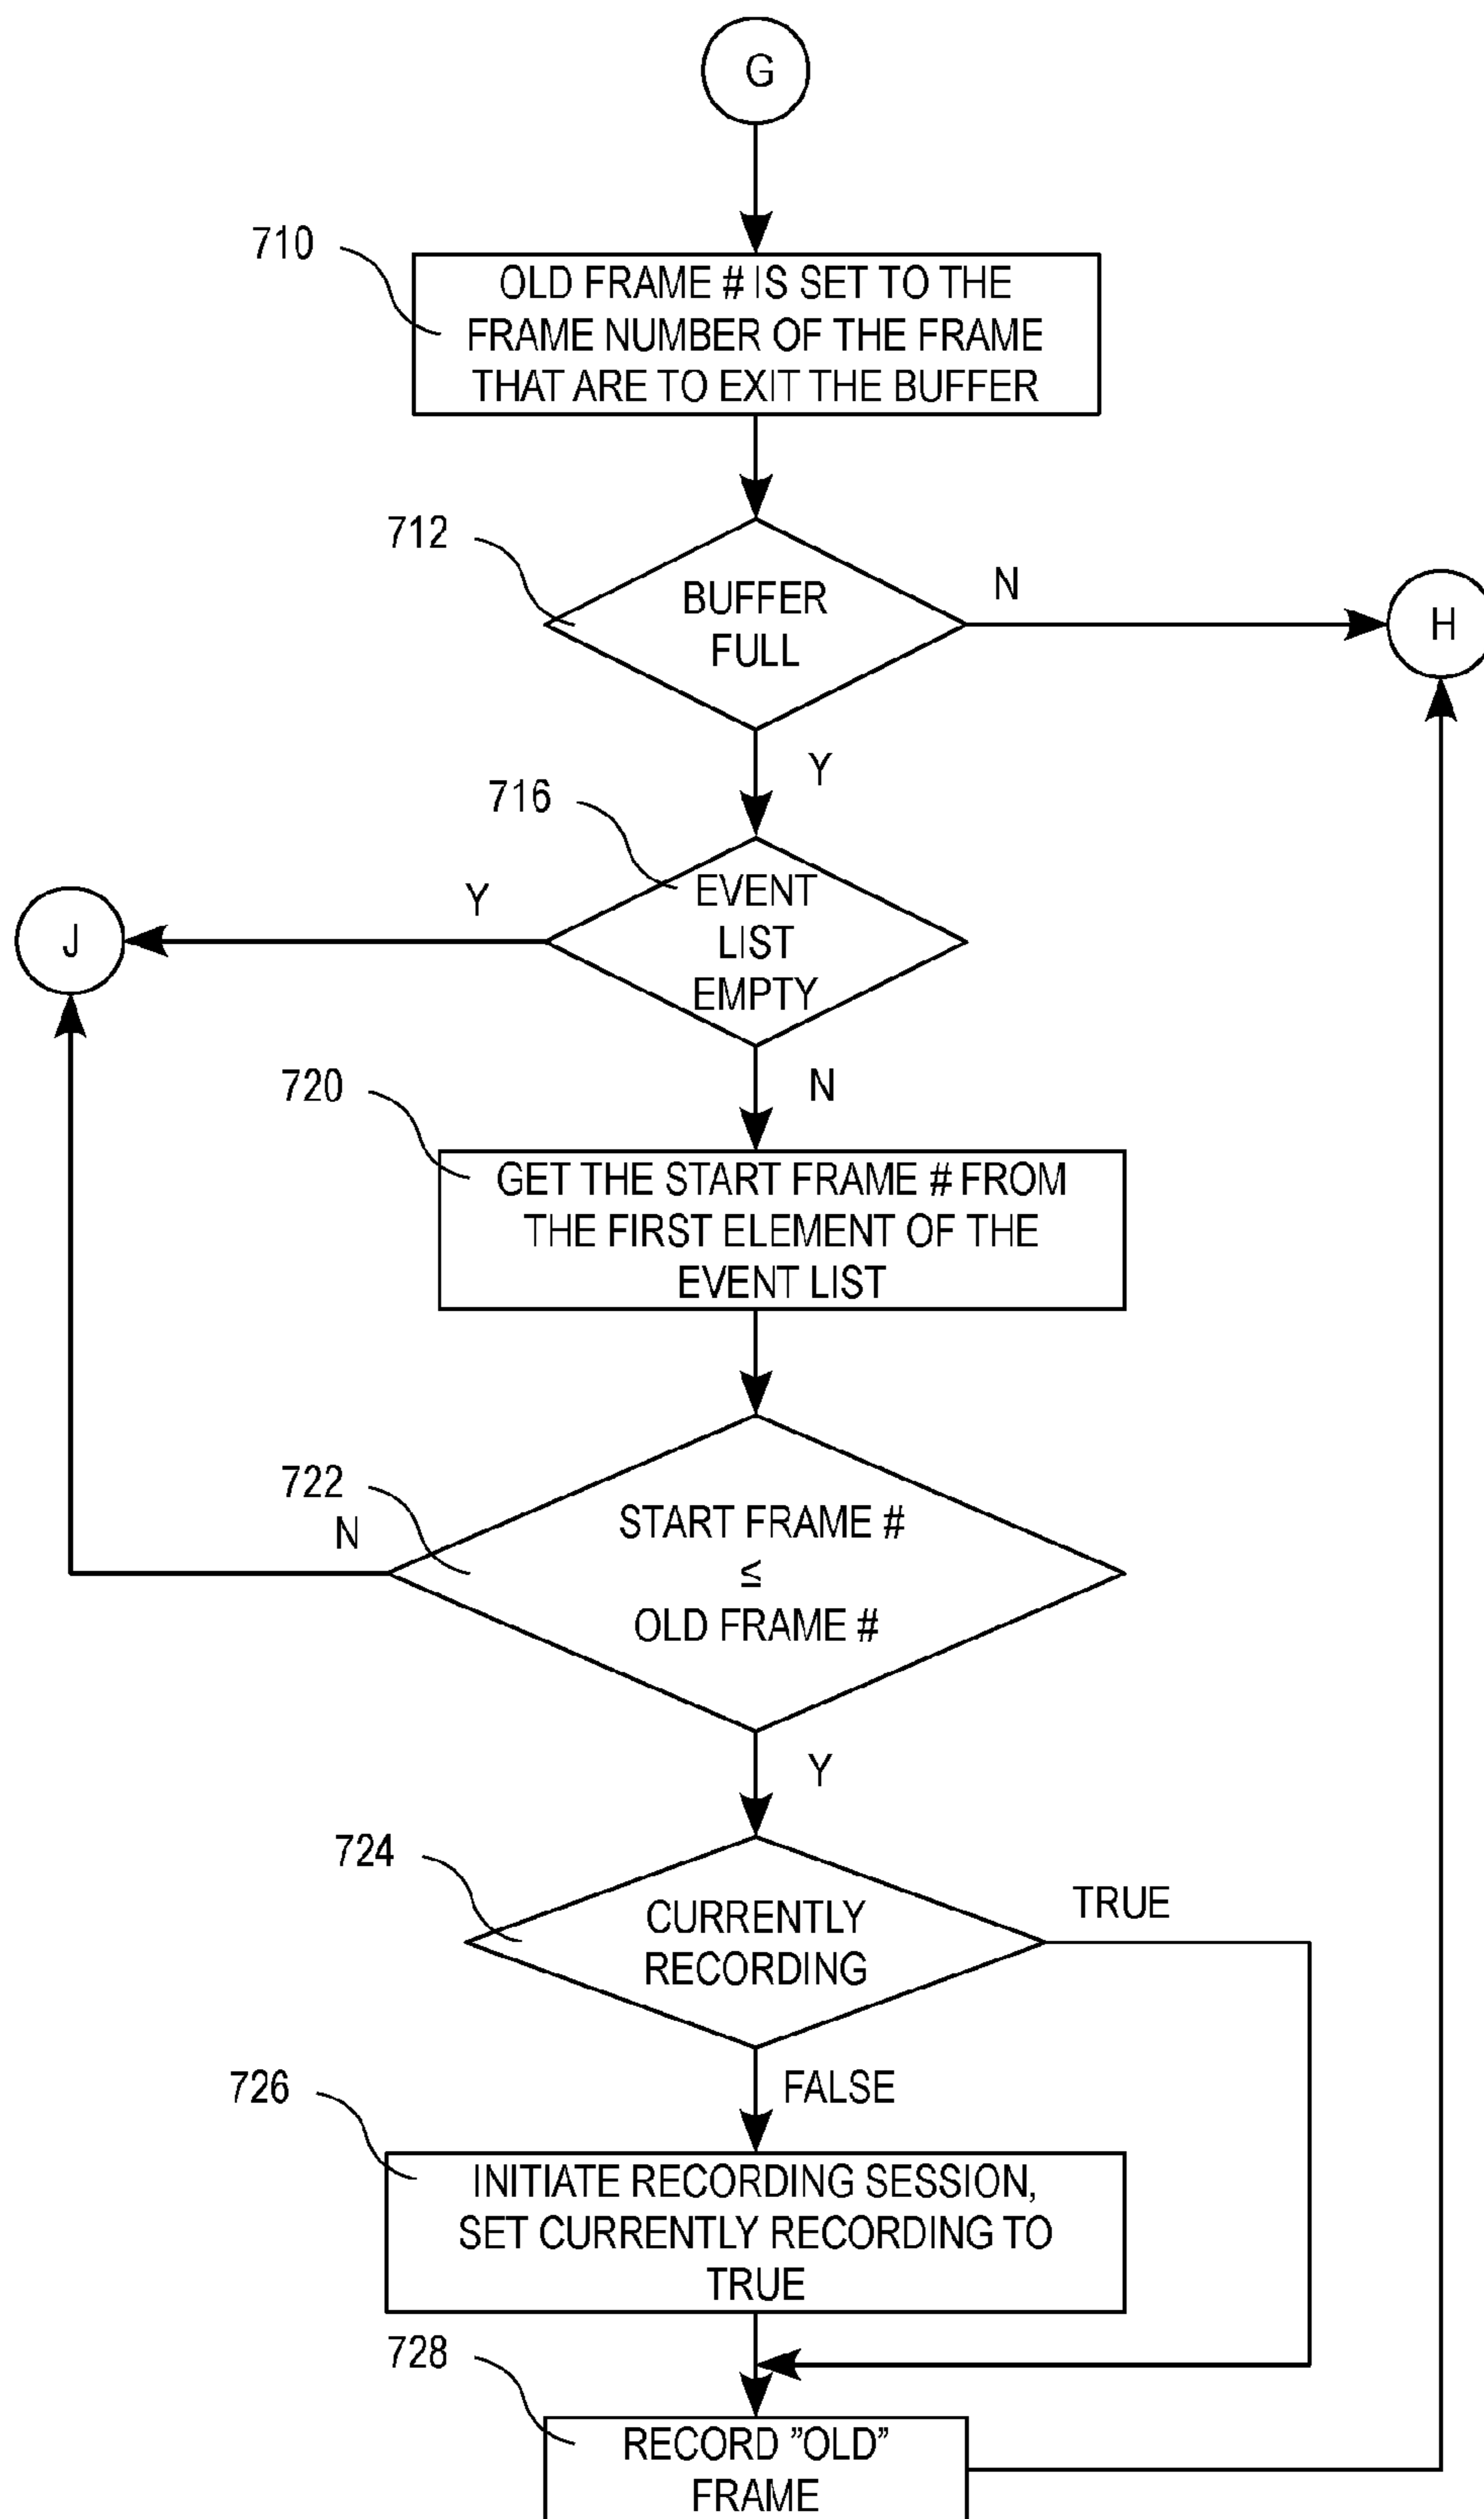 G
710
OLD FRAME # IS SET TO THE
FRAME NUMBER OF THE FRAME
THAT ARE TO EXIT THE BUFFER
712
BUFFER
FULL
N
H
Y
716
EVENT
LIST
EMPTY
Y
J
N
720
GET THE START FRAME # FROM
THE FIRST ELEMENT OF THE
EVENT LIST
722
N
START FRAME #
≤
OLD FRAME #
Y
724
CURRENTLY
RECORDING
TRUE
FALSE
726
INITIATE RECORDING SESSION,
SET CURRENTLY RECORDING TO
TRUE
728
RECORD ”OLD”
FRAME